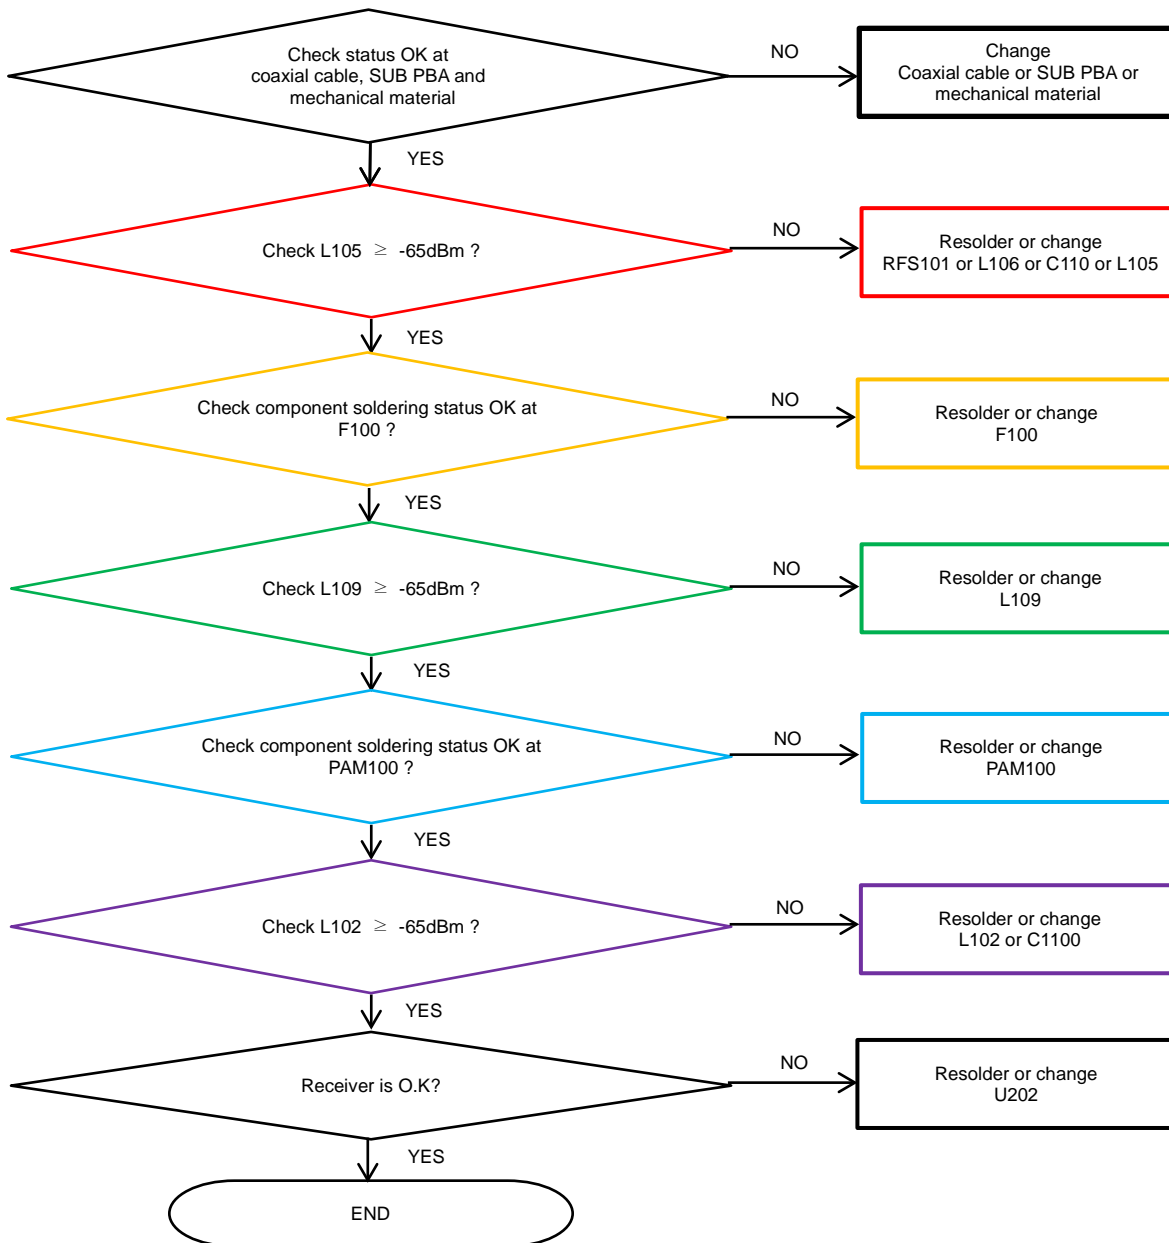 Check status OK at
coaxial cable, SUB PBA and
mechanical material
NO
Change
Coaxial cable or SUB PBA or
mechanical material
YES
Check L105 ≥ -65dBm ?
NO
Resolder or change
RFS101 or L106 or C110 or L105
YES
Check component soldering status OK at
F100 ?
NO
Resolder or change
F100
YES
Check L109 ≥ -65dBm ?
NO
Resolder or change
L109
YES
Check component soldering status OK at
PAM100 ?
NO
Resolder or change
PAM100
YES
Check L102 ≥ -65dBm ?
NO
Resolder or change
L102 or C1100
YES
Receiver is O.K?
NO
Resolder or change
U202
YES
END